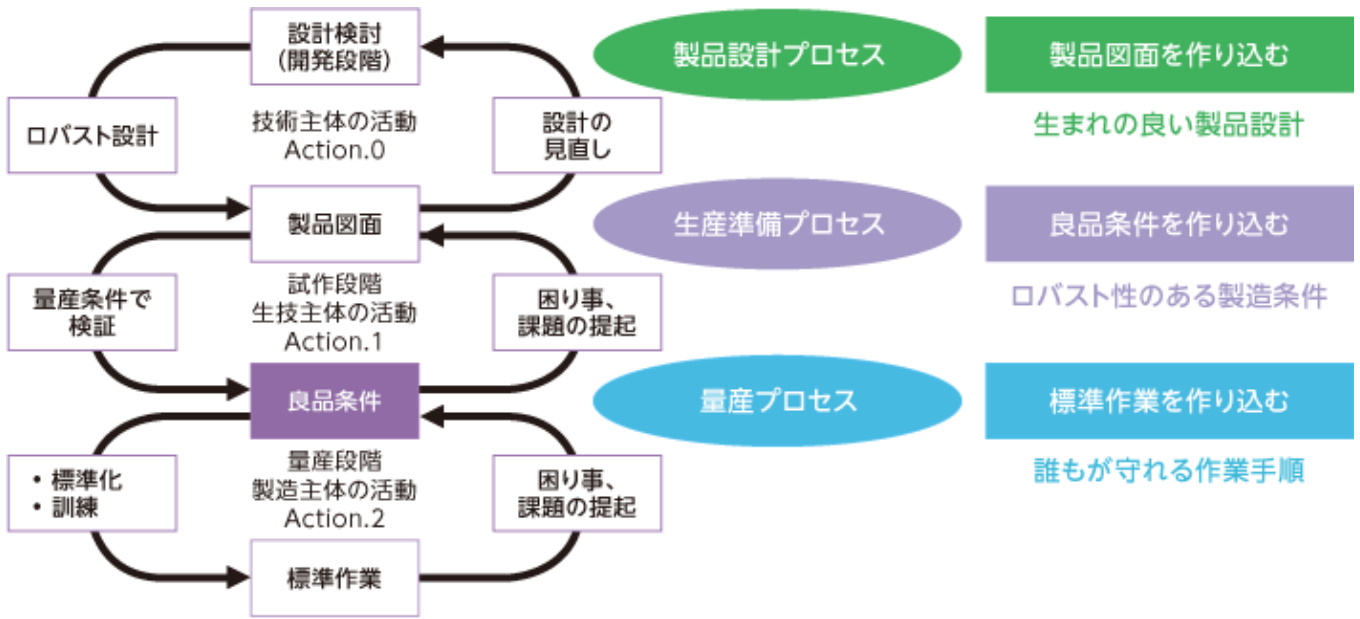 設計検討
(開発段階)
製品設計プロセス
製品図面を作り込む
ロバスト設計
技術主体の活動
Action.0
設計の
見直し
生まれの良い製品設計
製品図面
生産準備プロセス
良品条件を作り込む
量産条件で
検証
試作段階
生技主体の活動
Action.1
困り事、
課題の提起
ロバスト性のある製造条件
良品条件
量産プロセス
標準作業を作り込む
・標準化
・訓練
量産段階
製造主体の活動
Action.2
困り事、
課題の提起
誰もが守れる作業手順
標準作業